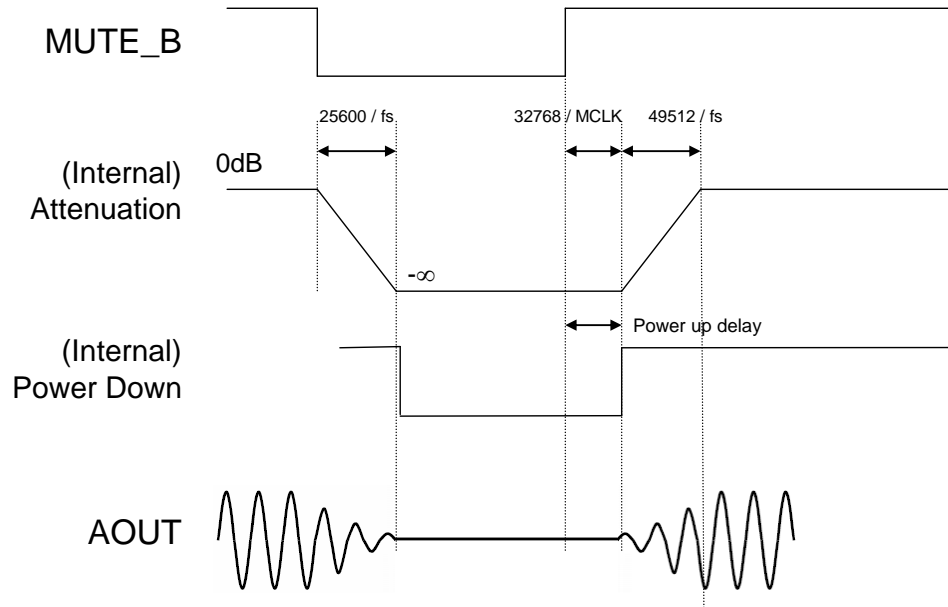 MUTE_B
25600 / fs
32768 / MCLK
49512 / fs
0dB
(Internal)
Attenuation
-∞
Power up delay
(Internal)
Power Down
AOUT